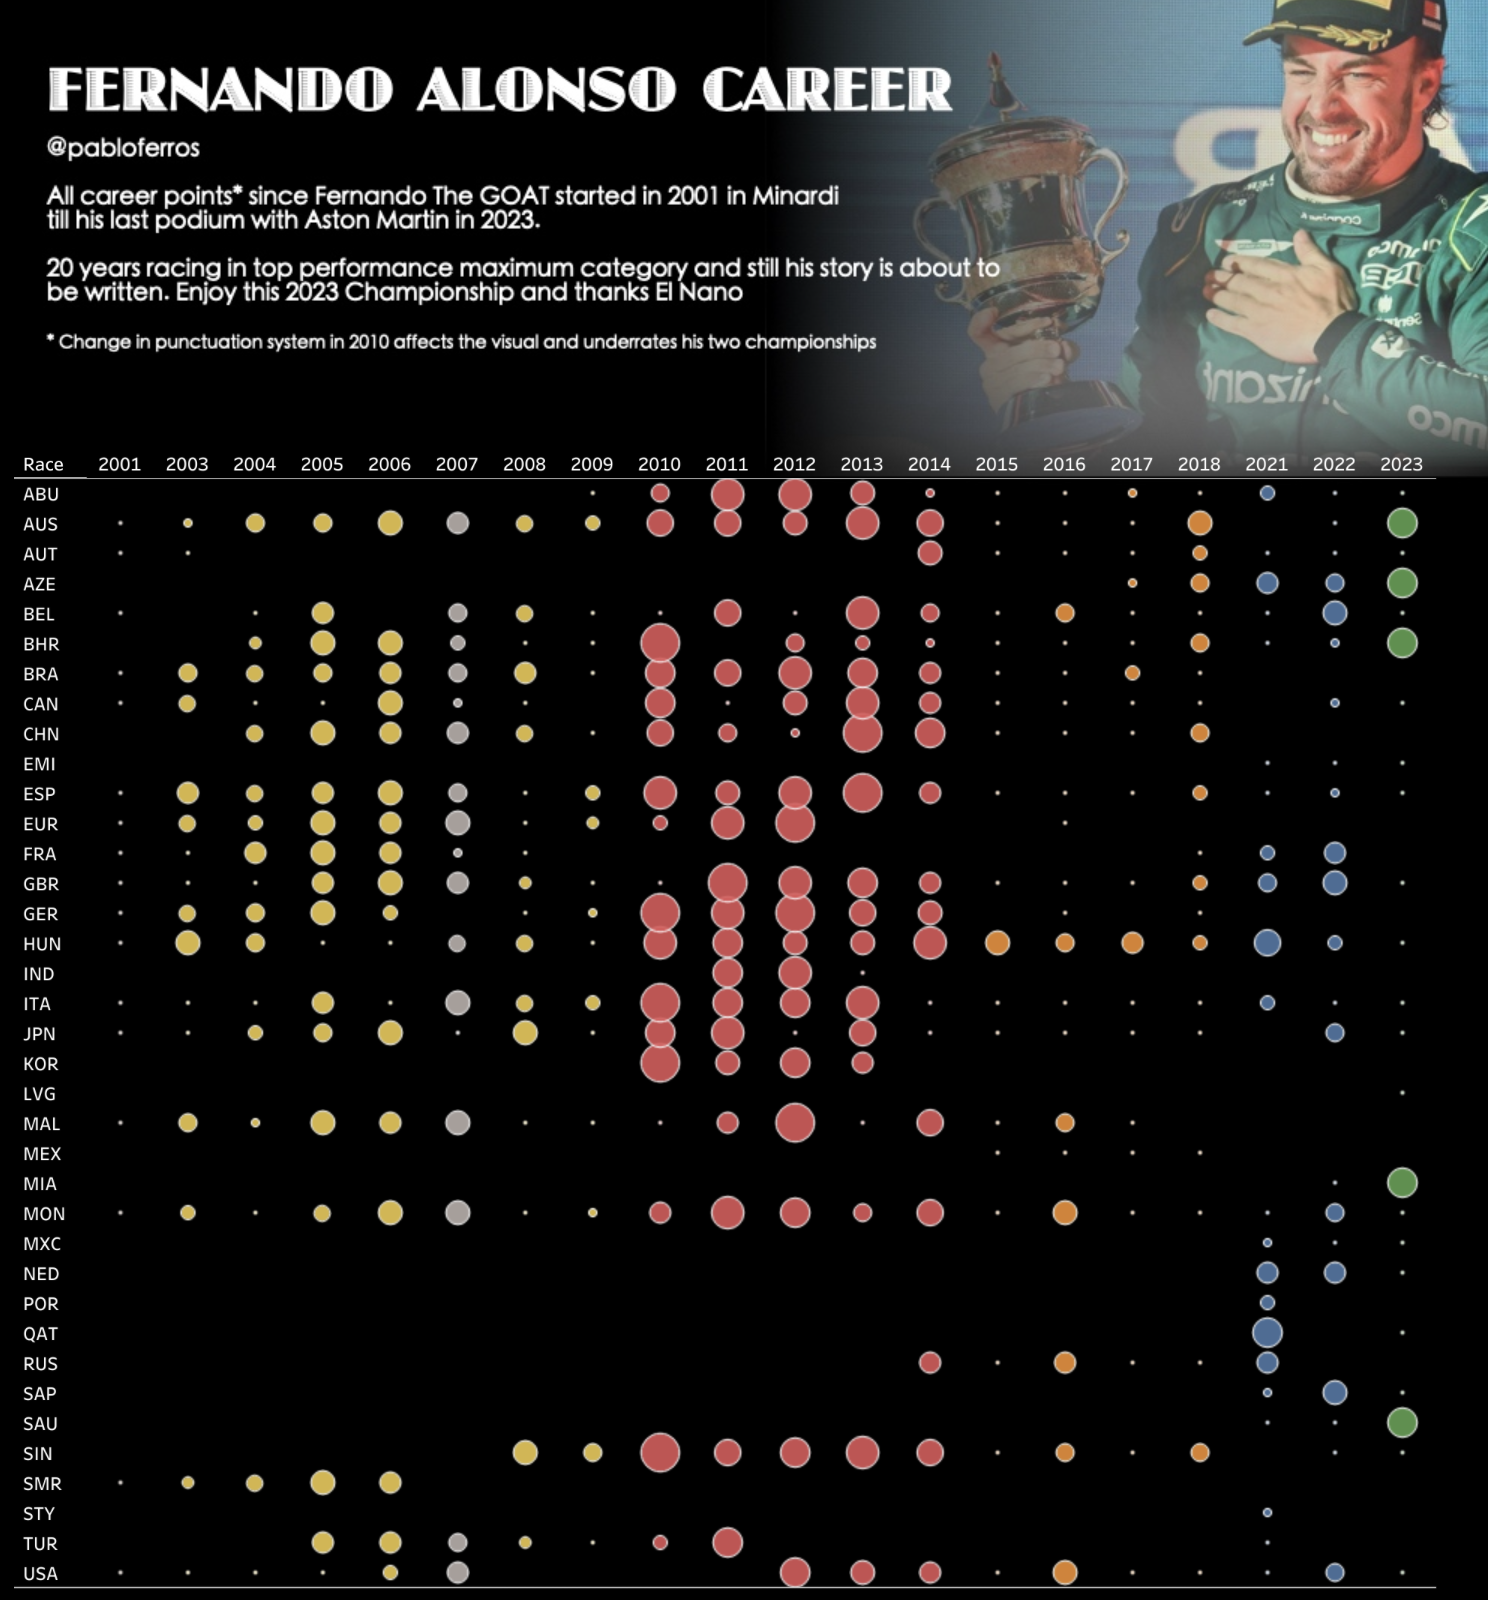 FERNANDO ALONSO CAREER
@pabloferros
All career points* since Fernando The GOAT started in 2001 in Minardi
till his last podium with Aston Martin in 2023.
20 years racing in top performance maximum category and still his story is about to
be written. Enjoy this 2023 Championship and thanks El Nano
* Change in punctuation system in 2010 affects the visual and underrates his two championships
Race 2001 2003 2004 2005 2006 2007 2008 2009 2010 2011 2012 2013 2014 2015 2016 2017 2018 2021 2022 2023
ABU
AUS
AUT
AZE
BEL
BHR
BRA
CAN
CHN
EMI
ESP
EUR
FRA
GBR
GER
HUN
IND
ITA
JPN
KOR
LVG
MAL
MEX
MIA
MON
MXC
NED
POR
QAT
RUS
SAP
SAU
SIN
SMR
STY
TUR
USA